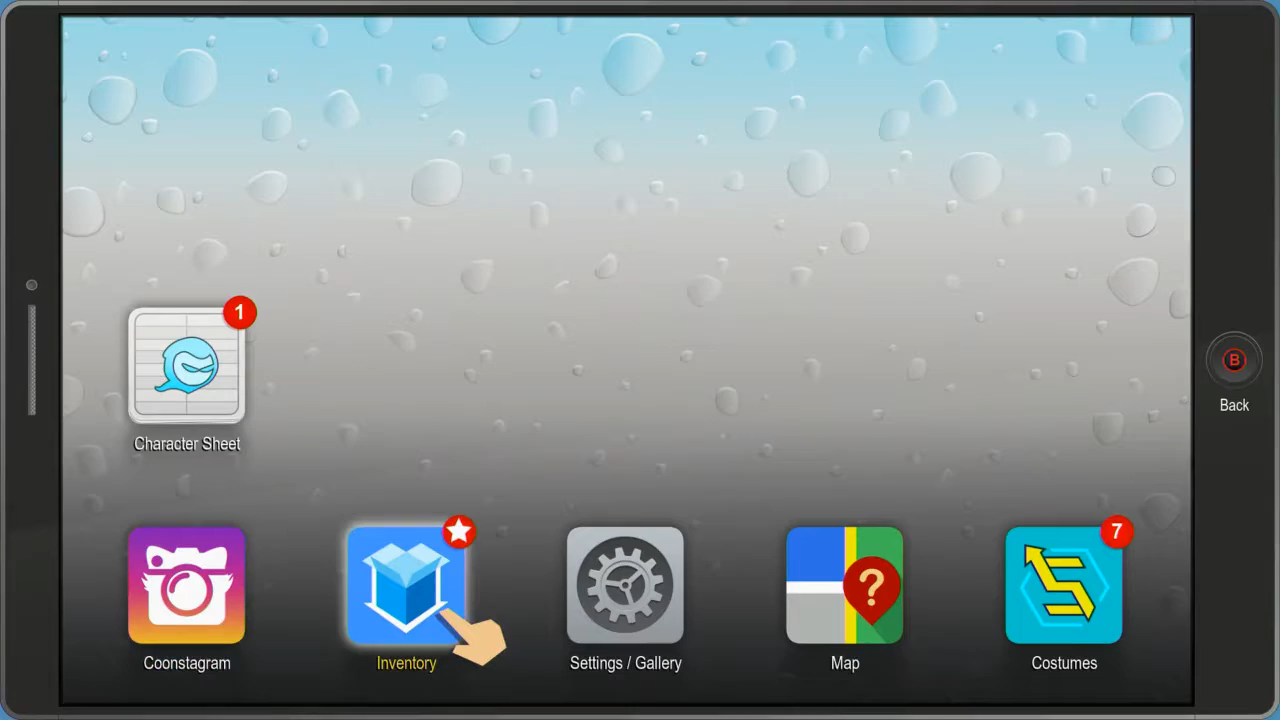 1
Character Sheet
B
Back
7
Coonstagram
Inventory
Settings / Gallery
?
Map
Costumes